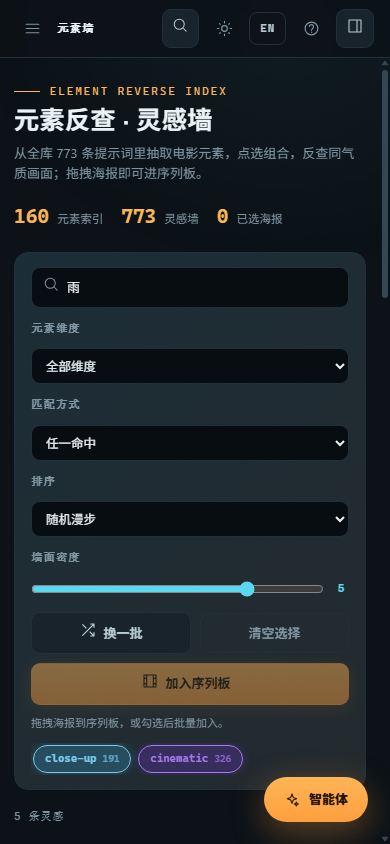 元素墙
EN
ELEMENT REVERSE INDEX
元素反查 · 灵感墙
从全库 773 条提示词里抽取电影元素，点选组合，反查同气
质画面；拖拽海报即可进序列板。
160 元素索引 773 灵感墙 0 已选海报
雨
元素维度
全部维度
匹配方式
任一命中
排序
随机漫步
墙面密度
5
换一批
清空选择
加入序列板
拖拽海报到序列板，或勾选后批量加入。
close-up 191 cinematic 326
智能体
5 条灵感